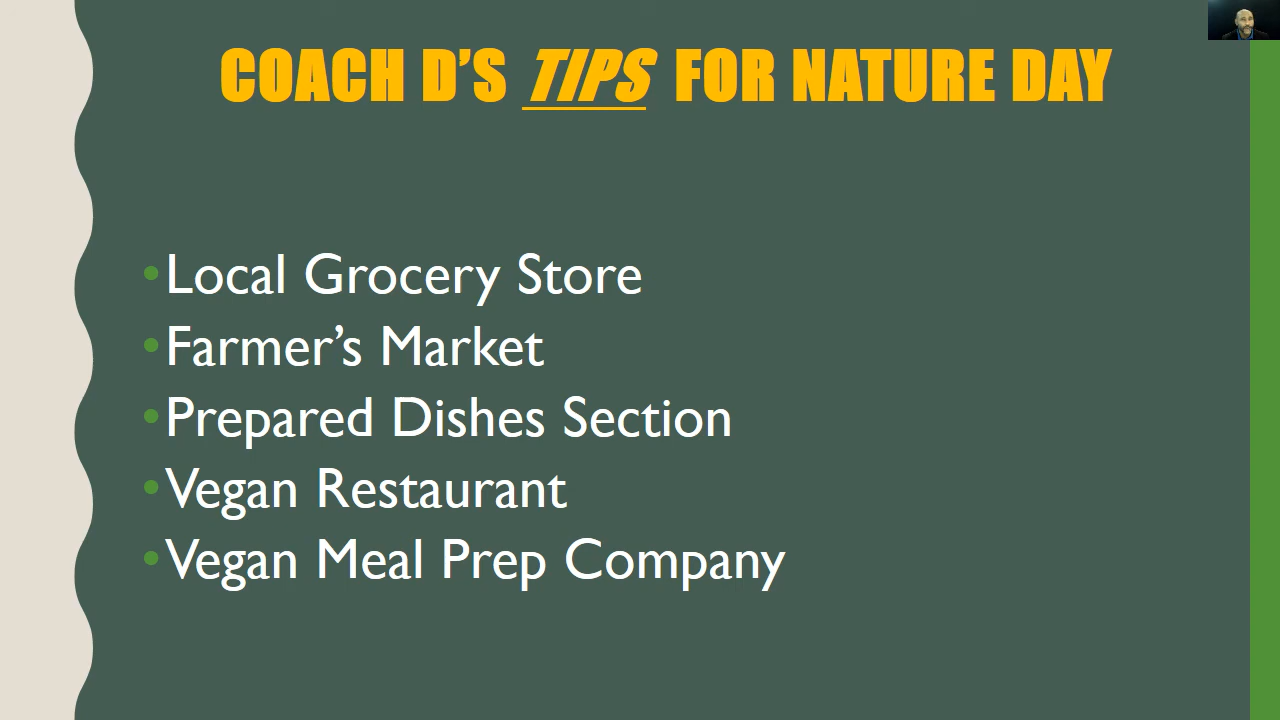 COACH D’S TIPS FOR NATURE DAY
•Local Grocery Store
•Farmer’s Market
•Prepared Dishes Section
•Vegan Restaurant
•Vegan Meal Prep Company